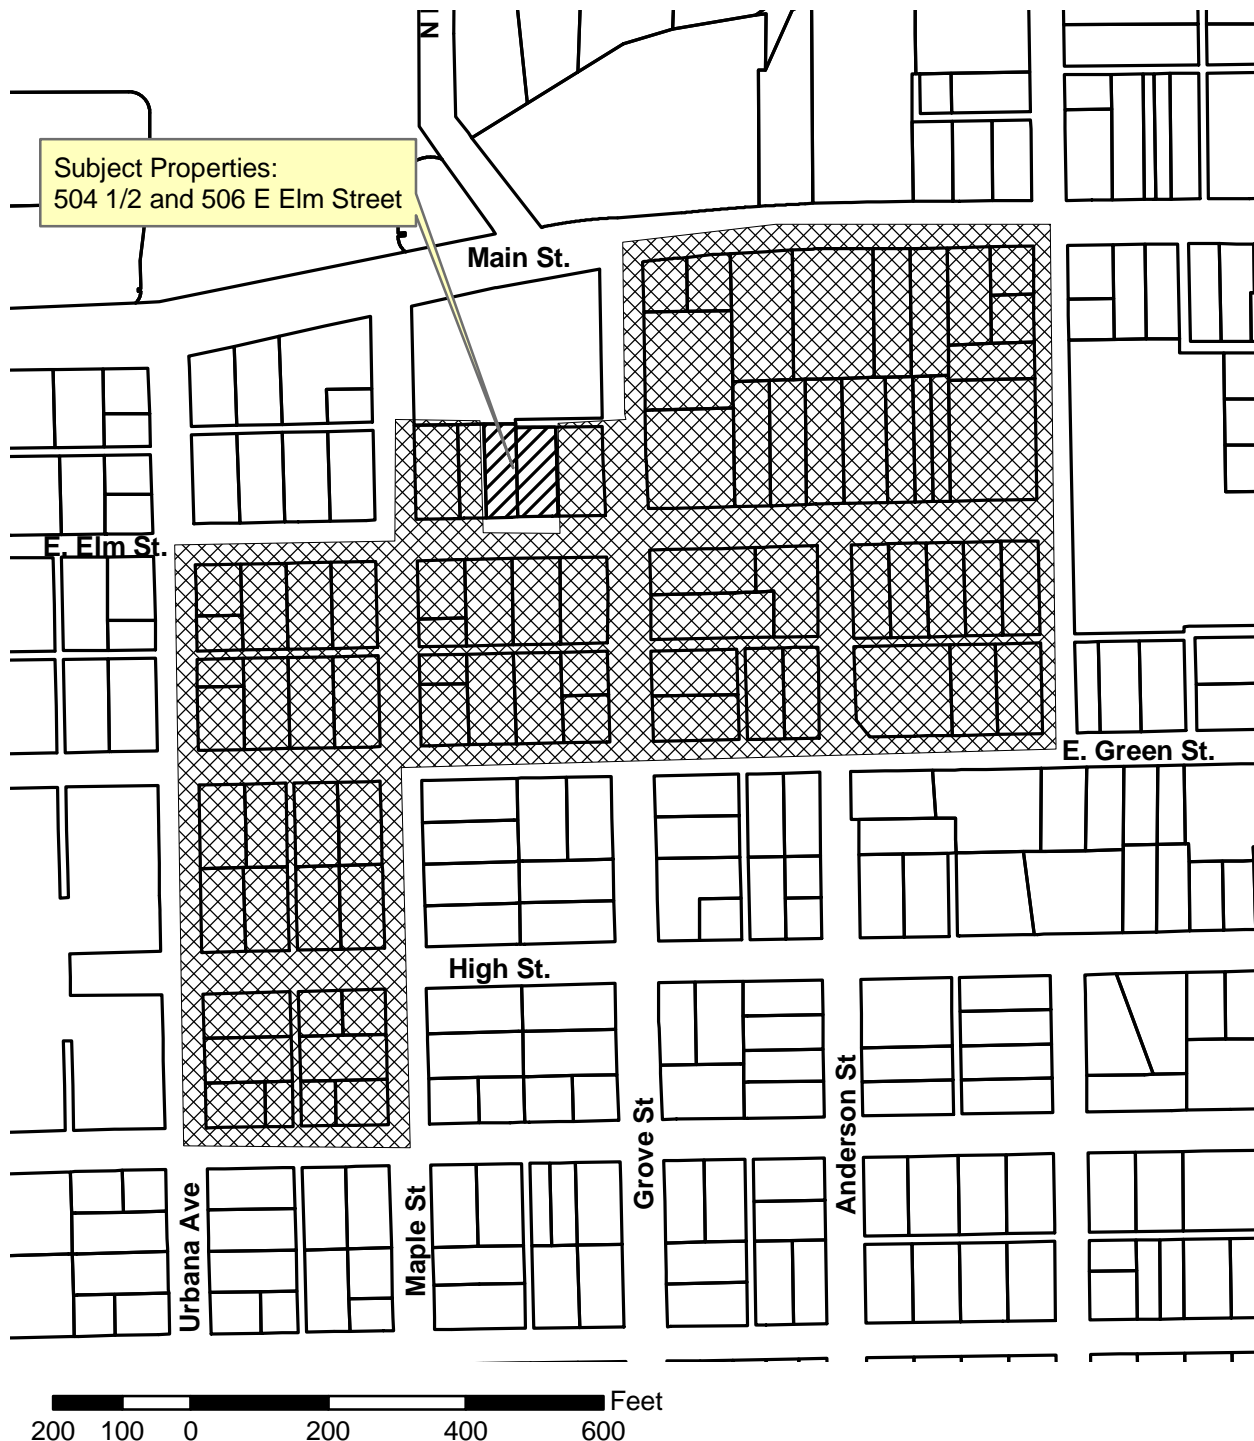 N
Subject Properties:
504 1/2 and 506 E Elm Street
Main St.
E. Elm St.
E. Green St.
High St.
Urbana Ave
Maple St
Grove St
Anderson St
Feet
200 100 0 200 400 600